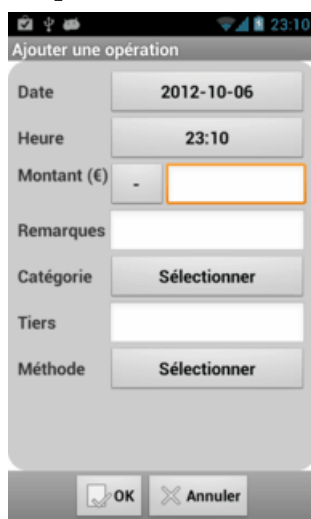 23:10
Ajouter une opération
Date 2012-10-06
Heure 23:10
Montant (€) -
Remarques
Catégorie Sélectionner
Tiers
Méthode Sélectionner
OK Annuler